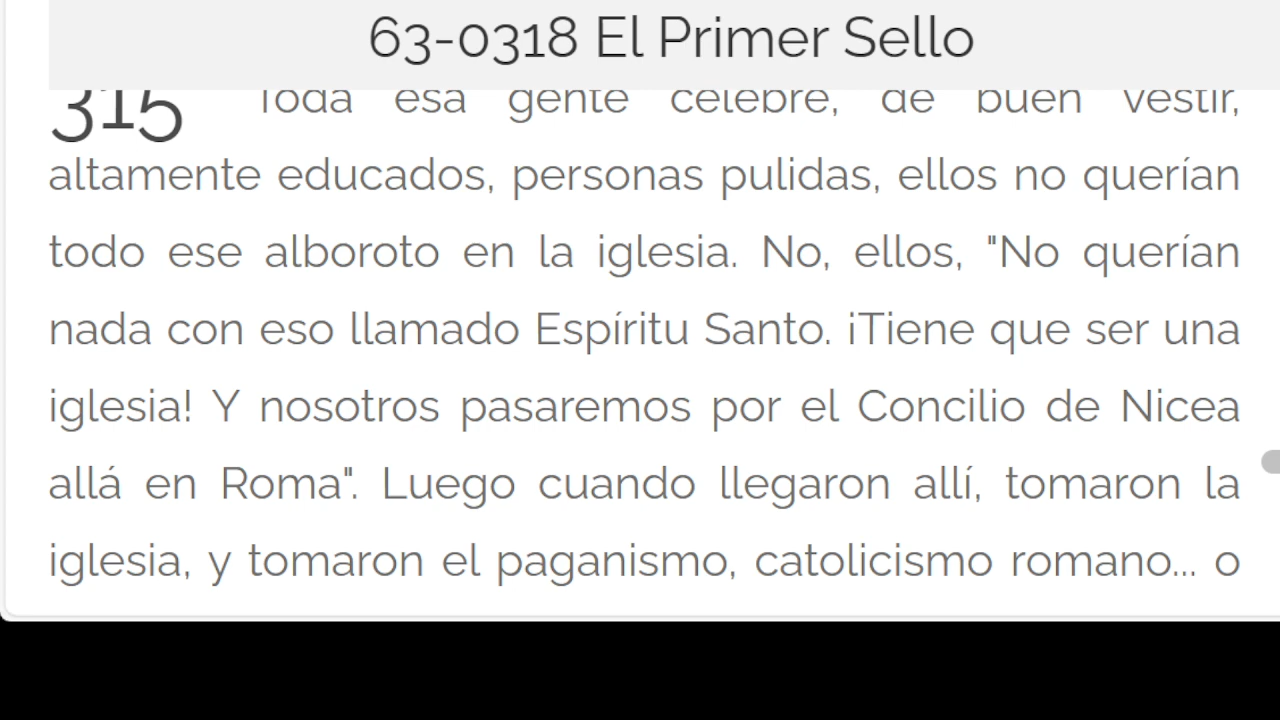 63-0318 El Primer Sello
315 Toda esa gente célebre, de buen vestir,
altamente educados, personas pulidas, ellos no querían
todo ese alboroto en la iglesia. No, ellos, "No querían
nada con eso llamado Espíritu Santo. ¡Tiene que ser una
iglesia! Y nosotros pasaremos por el Concilio de Nicea
allá en Roma". Luego cuando llegaron allí, tomaron la
iglesia, y tomaron el paganismo, catolicismo romano... o